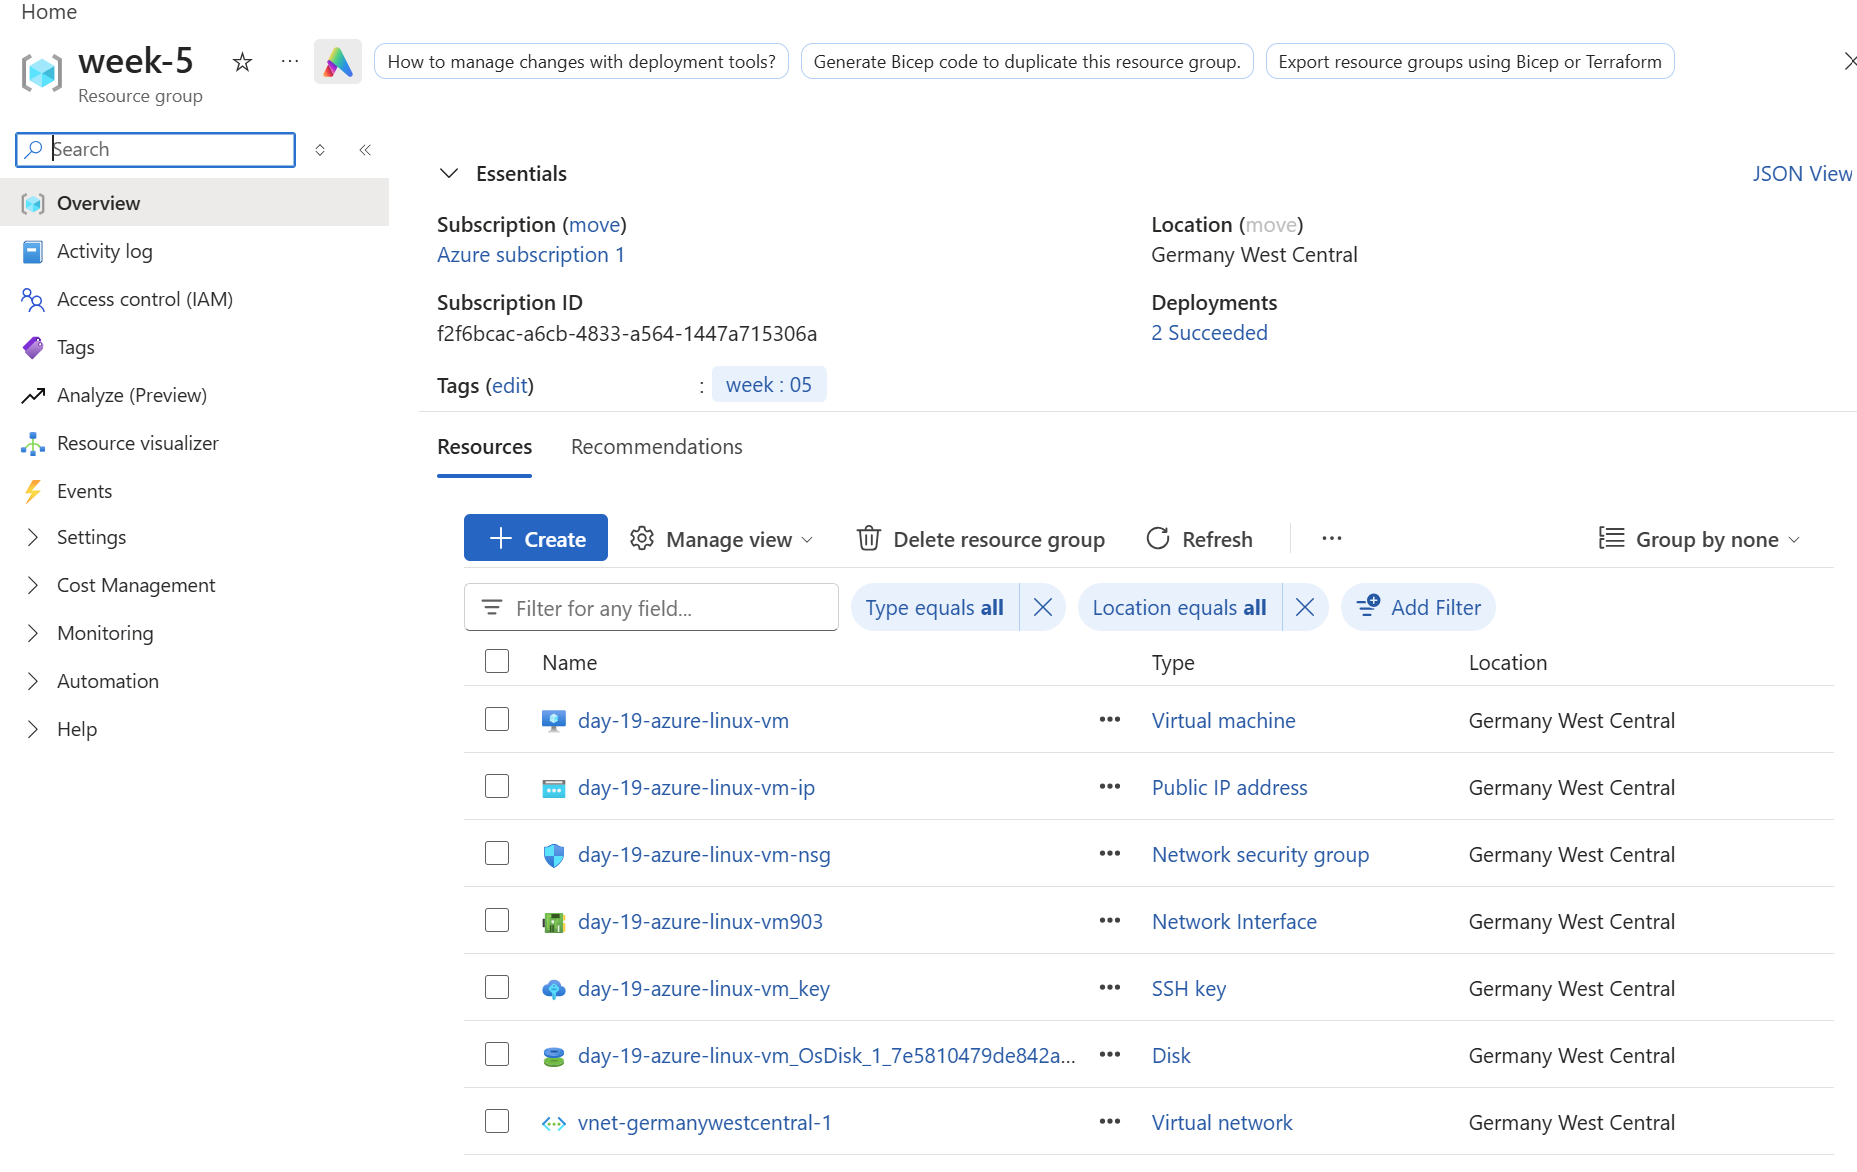 Home
week-5
Resource group
How to manage changes with deployment tools?
Generate Bicep code to duplicate this resource group.
Export resource groups using Bicep or Terraform
Search
Overview
Activity log
Access control (IAM)
Tags
Analyze (Preview)
Resource visualizer
Events
Settings
Cost Management
Monitoring
Automation
Help
Essentials
JSON View
Subscription (move)
Azure subscription 1
Location (move)
Germany West Central
Subscription ID
f2f6bcac-a6cb-4833-a564-1447a715306a
Deployments
2 Succeeded
Tags (edit) : week : 05
Resources Recommendations
Create Manage view Delete resource group Refresh Group by none
Filter for any field... Type equals all Location equals all Add Filter
Name Type Location
day-19-azure-linux-vm Virtual machine Germany West Central
day-19-azure-linux-vm-ip Public IP address Germany West Central
day-19-azure-linux-vm-nsg Network security group Germany West Central
day-19-azure-linux-vm903 Network Interface Germany West Central
day-19-azure-linux-vm_key SSH key Germany West Central
day-19-azure-linux-vm_OsDisk_1_7e5810479de842a... Disk Germany West Central
vnet-germanywestcentral-1 Virtual network Germany West Central